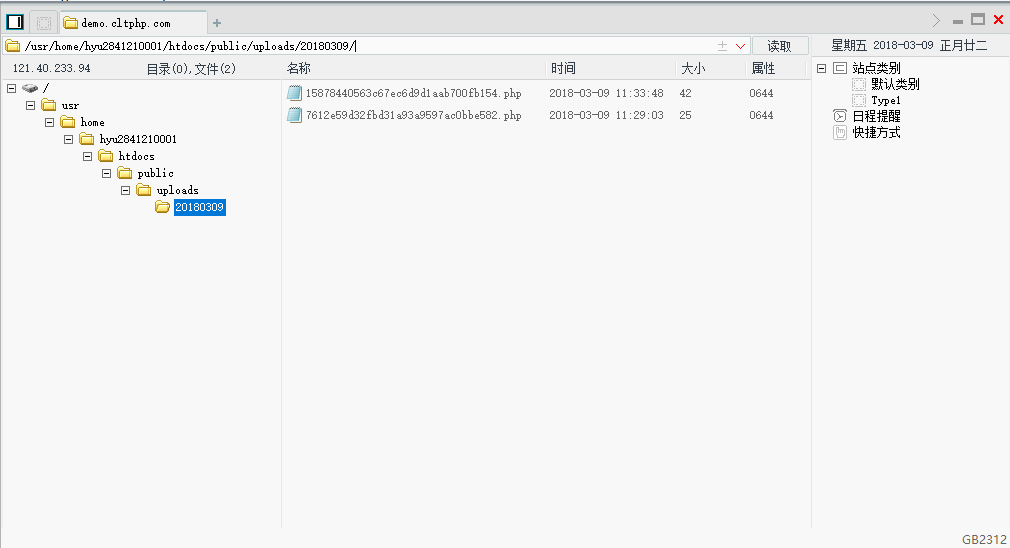 demo.cltphp.com
/usr/home/hyu2841210001/htdocs/public/uploads/20180309/
读取
星期五 2018-03-09 正月廿二
121.40.233.94
目录(0),文件(2)
名称
时间
大小
属性
/
usr
home
hyu2841210001
htdocs
public
uploads
20180309
15878440563c67ec6d9d1aab700fb154.php 2018-03-09 11:33:48 42 0644
7612e59d32fbd31a93a9597ac0bbe582.php 2018-03-09 11:29:03 25 0644
站点类别
默认类别
Type1
日程提醒
快捷方式
GB2312